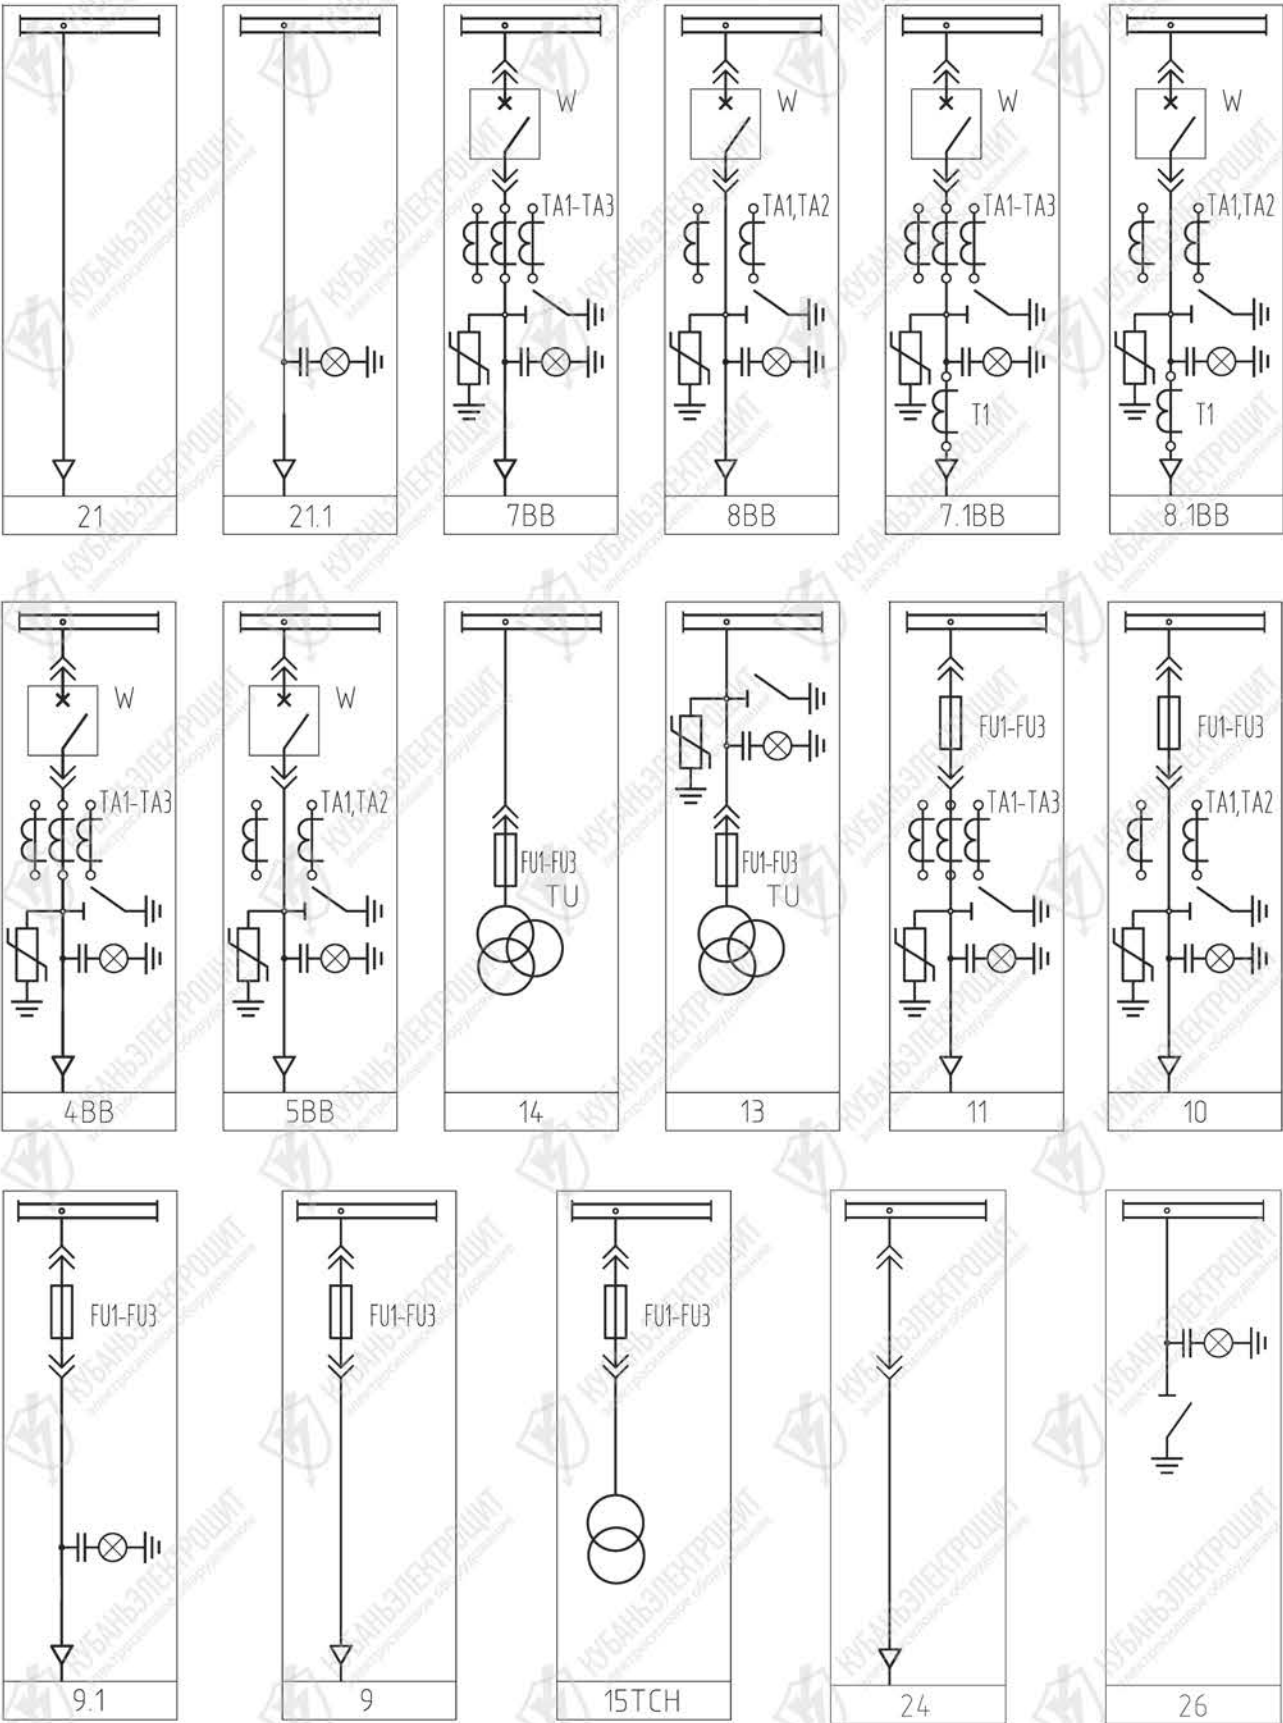 W
W
W
W
TA1-TA3
TA1,TA2
TA1-TA3
TA1,TA2
T1
T1
21
21.1
7ВВ
8ВВ
7.1ВВ
8.1ВВ
W
W
FU1-FU3
FU1-FU3
TA1-TA3
TA1,TA2
TA1-TA3
TA1,TA2
FU1-FU3
TU
FU1-FU3
TU
4ВВ
5ВВ
14
13
11
10
FU1-FU3
FU1-FU3
FU1-FU3
9.1
9
15ТСН
24
26
КУБАНЬЭЛЕКТРОЩИТ
электрощитовое оборудование